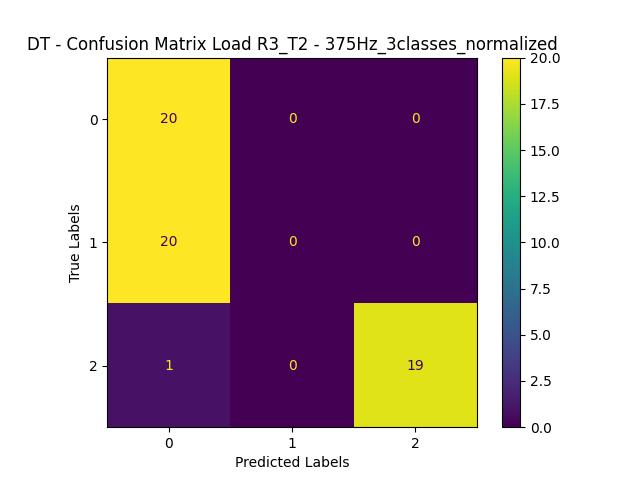 DT - Confusion Matrix Load R3_T2 - 375Hz_3classes_normalized
20.0
17.5
15.0
12.5
10.0
7.5
5.0
2.5
0.0
True Labels
0
20 0 0
1
20 0 0
2
1 0 19
0 1 2
Predicted Labels